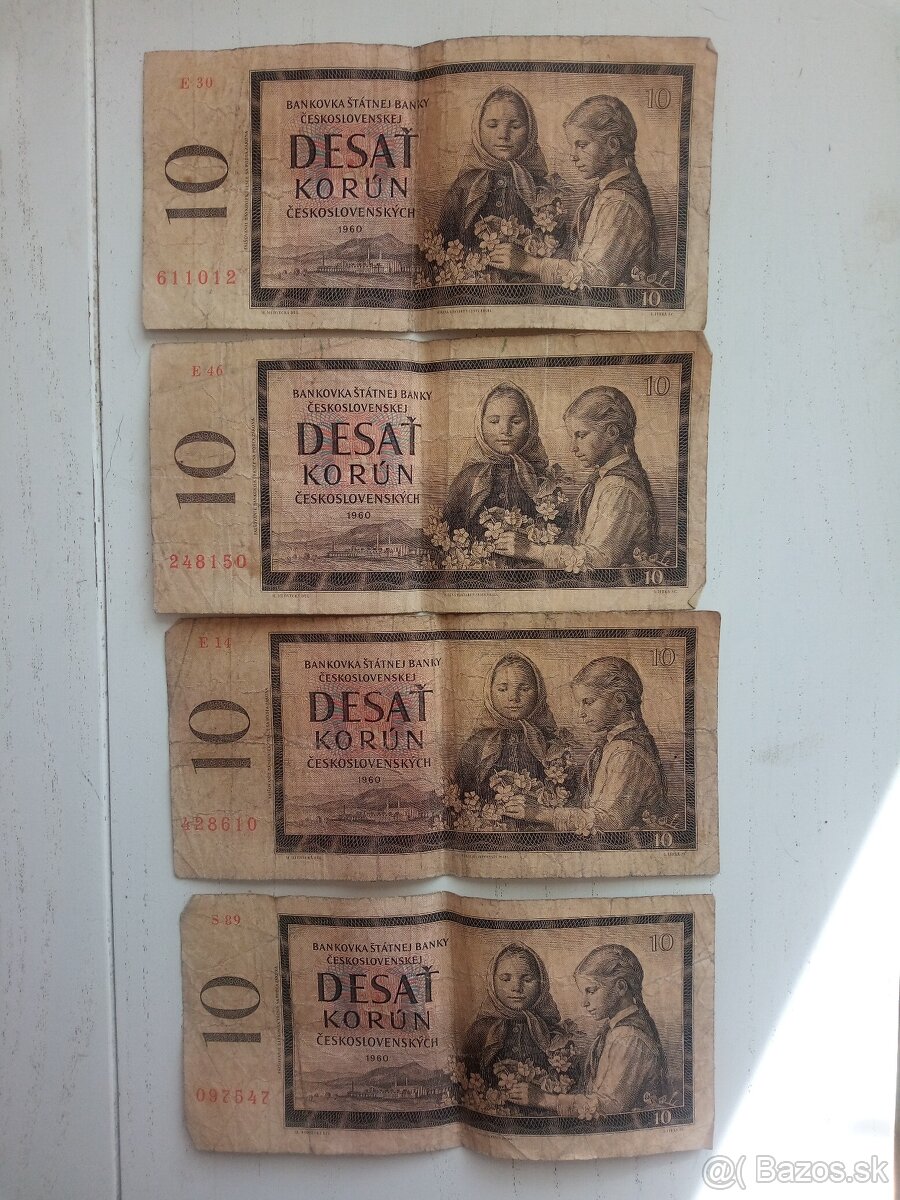 E 30
BANKOVKA ŠTÁTNEJ BANKY
ČESKOSLOVENSKEJ
10
DESAŤ
KORÚN
ČESKOSLOVENSKÝCH
1960
10
611012
10
E 46
BANKOVKA ŠTÁTNEJ BANKY
ČESKOSLOVENSKEJ
10
DESAŤ
KORÚN
ČESKOSLOVENSKÝCH
1960
10
248150
10
E 14
BANKOVKA ŠTÁTNEJ BANKY
ČESKOSLOVENSKEJ
10
DESAŤ
KORÚN
ČESKOSLOVENSKÝCH
1960
10
428610
10
S 89
BANKOVKA ŠTÁTNEJ BANKY
ČESKOSLOVENSKEJ
10
DESAŤ
KORÚN
ČESKOSLOVENSKÝCH
1960
10
097547
10
@( Bazos.sk